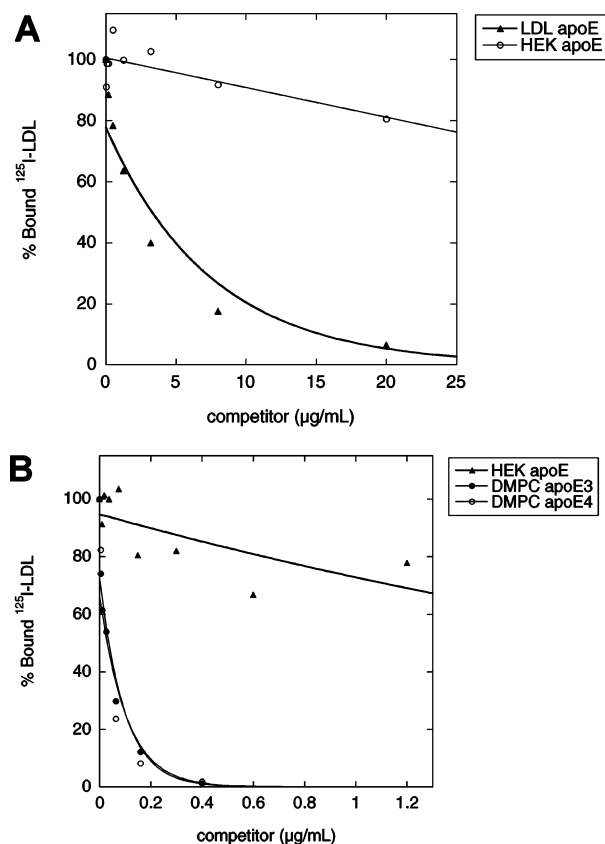 A
LDL apoE
HEK apoE
120
100
80
60
40
20
0
% Bound ¹²⁵I-LDL
0 5 10 15 20 25
competitor (µg/mL)
B
HEK apoE
DMPC apoE3
DMPC apoE4
100
80
60
40
20
0
% Bound ¹²⁵I-LDL
0 0.2 0.4 0.6 0.8 1 1.2
competitor (µg/mL)